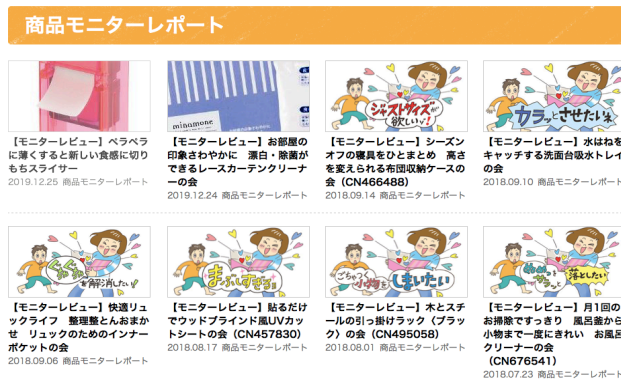 商品モニターレポート
minamone
ジャストサイズが
欲しい!
カラッとさせたいね
【モニターレビュー】ペラペラ
に薄くすると新しい食感に切り
もちスライサー
2019.12.25 商品モニターレポート
【モニターレビュー】お部屋の
印象さわやかに　漂白・除菌が
できるレースカーテンクリーナ
ーの会
2019.12.24 商品モニターレポート
【モニターレビュー】シーズン
オフの寝具をひとまとめ　高さ
を変えられる布団収納ケースの
会（CN466488）
2018.09.14 商品モニターレポート
【モニターレビュー】水はねを
キャッチする洗面台吸水トレイ
の会
2018.09.10 商品モニターレポート
を解消したい!
まぶしすぎる!!
ごちゃつく
小物を
しまいたい
サラッと
落としたい
【モニターレビュー】快適リュ
ックライフ　整理整とんおまか
せ　リュックのためのインナー
ポケットの会
2018.09.06 商品モニターレポート
【モニターレビュー】貼るだけ
でウッドブラインド風UVカッ
トシートの会（CN457830）
2018.08.17 商品モニターレポート
【モニターレビュー】木とスチ
ールの引っ掛けラック（ブラッ
ク）の会（CN495058）
2018.08.01 商品モニターレポート
【モニターレビュー】月1回の
お掃除ですっきり　風呂釜から
小物まで一度にきれい　お風呂
クリーナーの会
（CN676541）
2018.07.23 商品モニターレポート